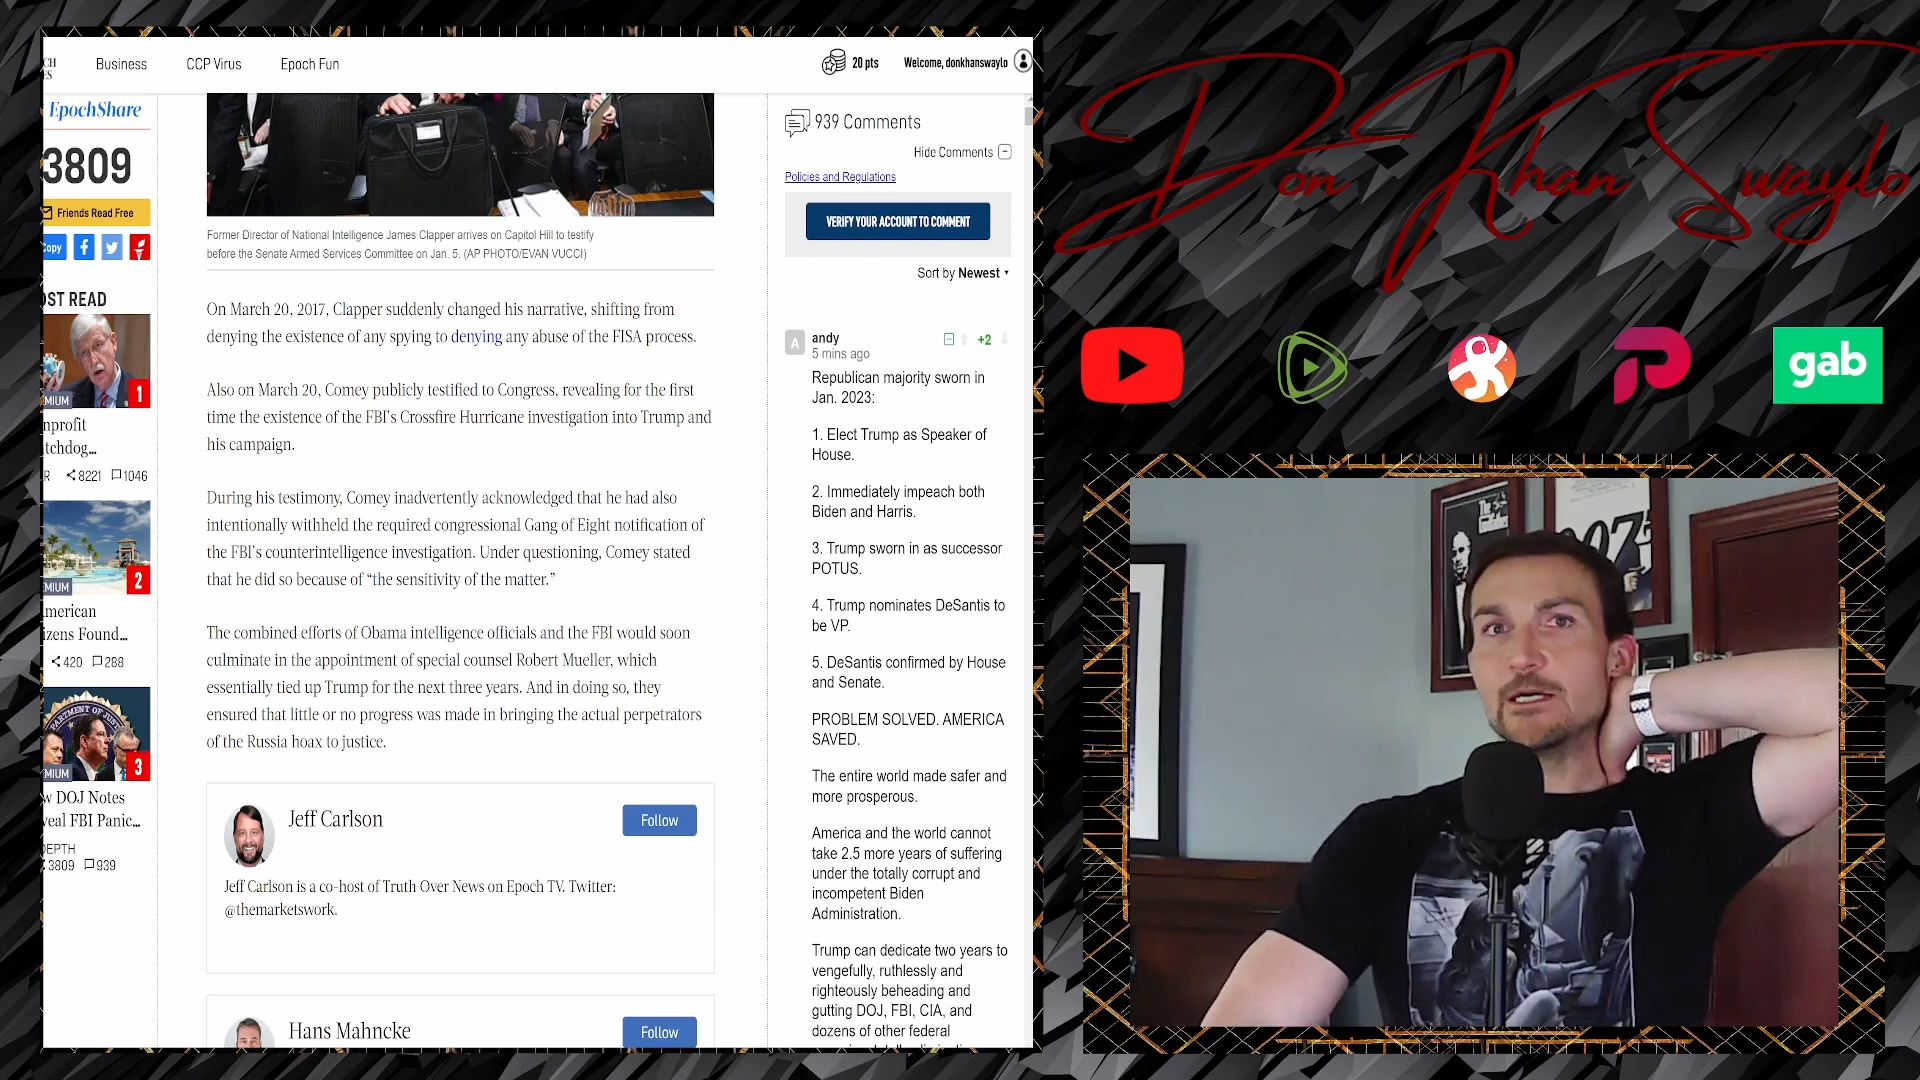 CH
ES
Business
CCP Virus
Epoch Fun
20 pts
Welcome, donkhanswaylo
EpochShare
3809
Friends Read Free
Copy
OST READ
MIUM
1
nprofit
tchdog...
R
8221
1046
MIUM
2
merican
izens Found...
420
288
PARTMENT OF JUST
MIUM
3
w DOJ Notes
veal FBI Panic...
DEPTH
3809
939
Former Director of National Intelligence James Clapper arrives on Capitol Hill to testify
before the Senate Armed Services Committee on Jan. 5. (AP PHOTO/EVAN VUCCI)
On March 20, 2017, Clapper suddenly changed his narrative, shifting from
denying the existence of any spying to denying any abuse of the FISA process.
Also on March 20, Comey publicly testified to Congress, revealing for the first
time the existence of the FBI's Crossfire Hurricane investigation into Trump and
his campaign.
During his testimony, Comey inadvertently acknowledged that he had also
intentionally withheld the required congressional Gang of Eight notification of
the FBI's counterintelligence investigation. Under questioning, Comey stated
that he did so because of “the sensitivity of the matter.”
The combined efforts of Obama intelligence officials and the FBI would soon
culminate in the appointment of special counsel Robert Mueller, which
essentially tied up Trump for the next three years. And in doing so, they
ensured that little or no progress was made in bringing the actual perpetrators
of the Russia hoax to justice.
Jeff Carlson
Follow
Jeff Carlson is a co-host of Truth Over News on Epoch TV. Twitter:
@themarketswork.
Hans Mahncke
Follow
939 Comments
Hide Comments
Policies and Regulations
VERIFY YOUR ACCOUNT TO COMMENT
Sort by Newest
A
andy
+2
5 mins ago
Republican majority sworn in
Jan. 2023:
1. Elect Trump as Speaker of
House.
2. Immediately impeach both
Biden and Harris.
3. Trump sworn in as successor
POTUS.
4. Trump nominates DeSantis to
be VP.
5. DeSantis confirmed by House
and Senate.
PROBLEM SOLVED. AMERICA
SAVED.
The entire world made safer and
more prosperous.
America and the world cannot
take 2.5 more years of suffering
under the totally corrupt and
incompetent Biden
Administration.
Trump can dedicate two years to
vengefully, ruthlessly and
righteously beheading and
gutting DOJ, FBI, CIA, and
dozens of other federal
Don Khan Swaylo
gab
007